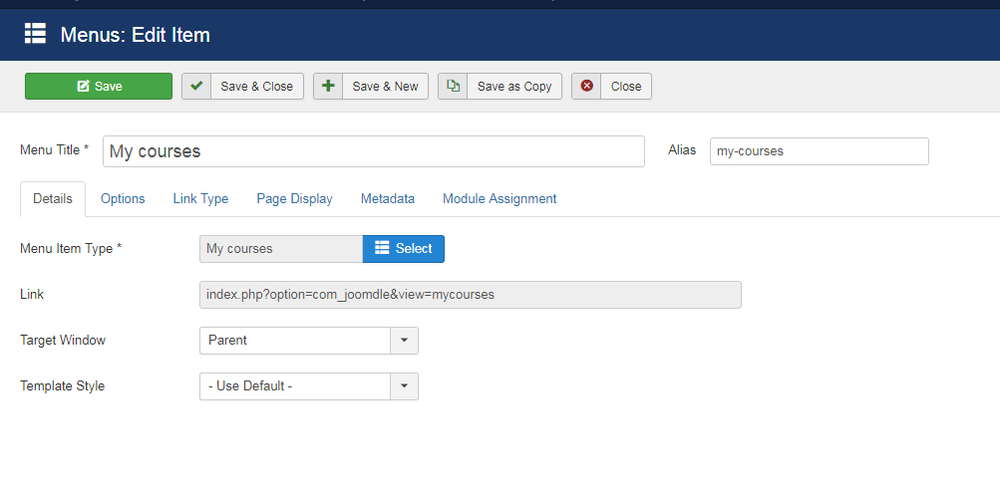 Menus: Edit Item
Save Save & Close Save & New Save as Copy Close
Menu Title * My courses Alias my-courses
Details Options Link Type Page Display Metadata Module Assignment
Menu Item Type * My courses Select
Link index.php?option=com_joomdle&view=mycourses
Target Window Parent
Template Style - Use Default -